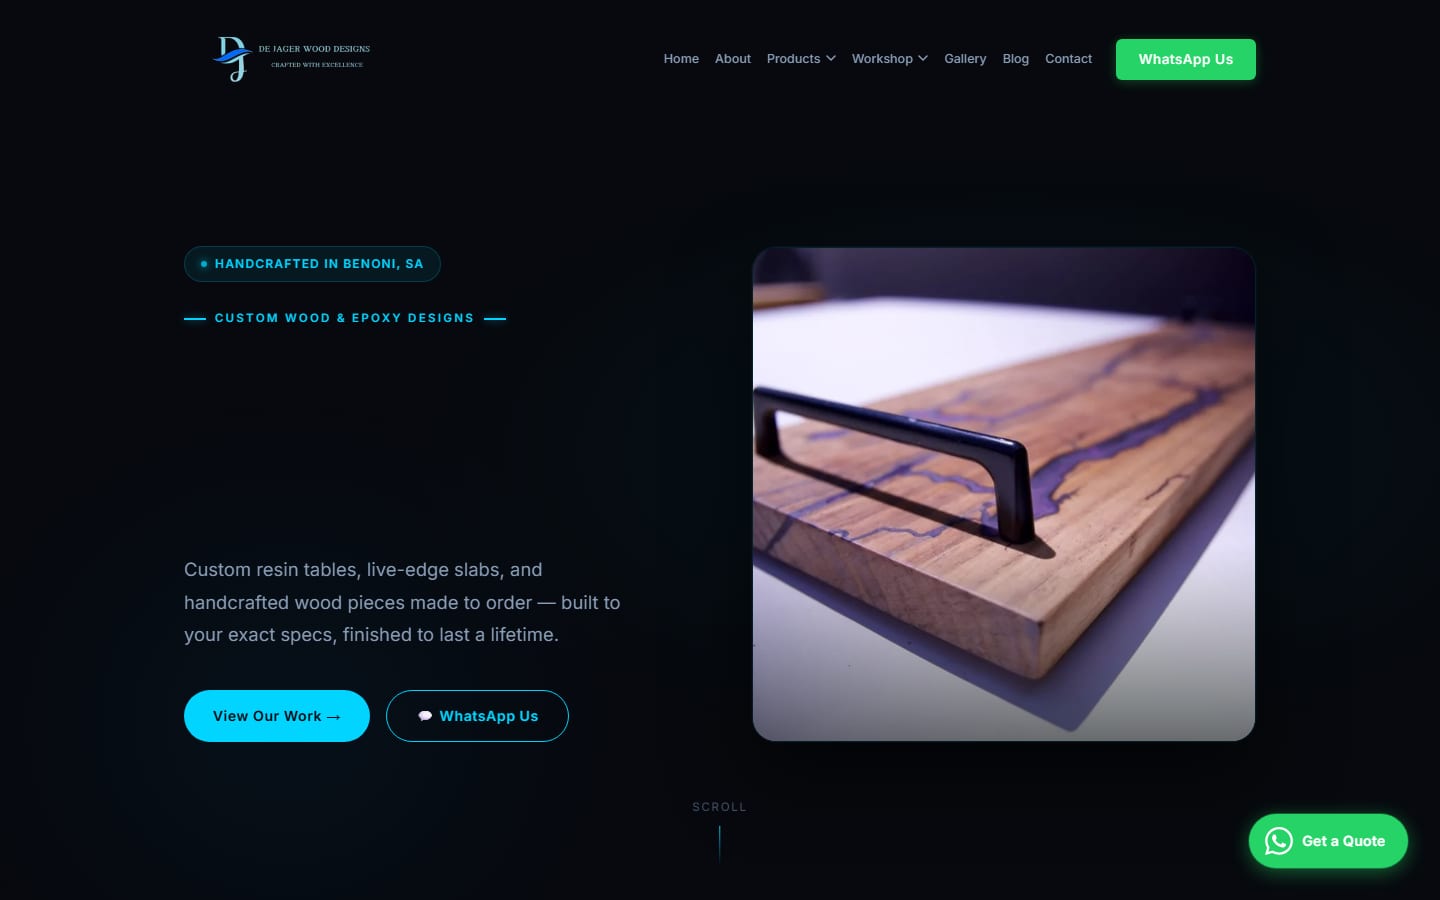 DE JAGER WOOD DESIGNS
CRAFTED WITH EXCELLENCE
Home
About
Products
Workshop
Gallery
Blog
Contact
WhatsApp Us
HANDCRAFTED IN BENONI, SA
CUSTOM WOOD & EPOXY DESIGNS
Custom resin tables, live-edge slabs, and
handcrafted wood pieces made to order — built to
your exact specs, finished to last a lifetime.
View Our Work →
WhatsApp Us
SCROLL
Get a Quote